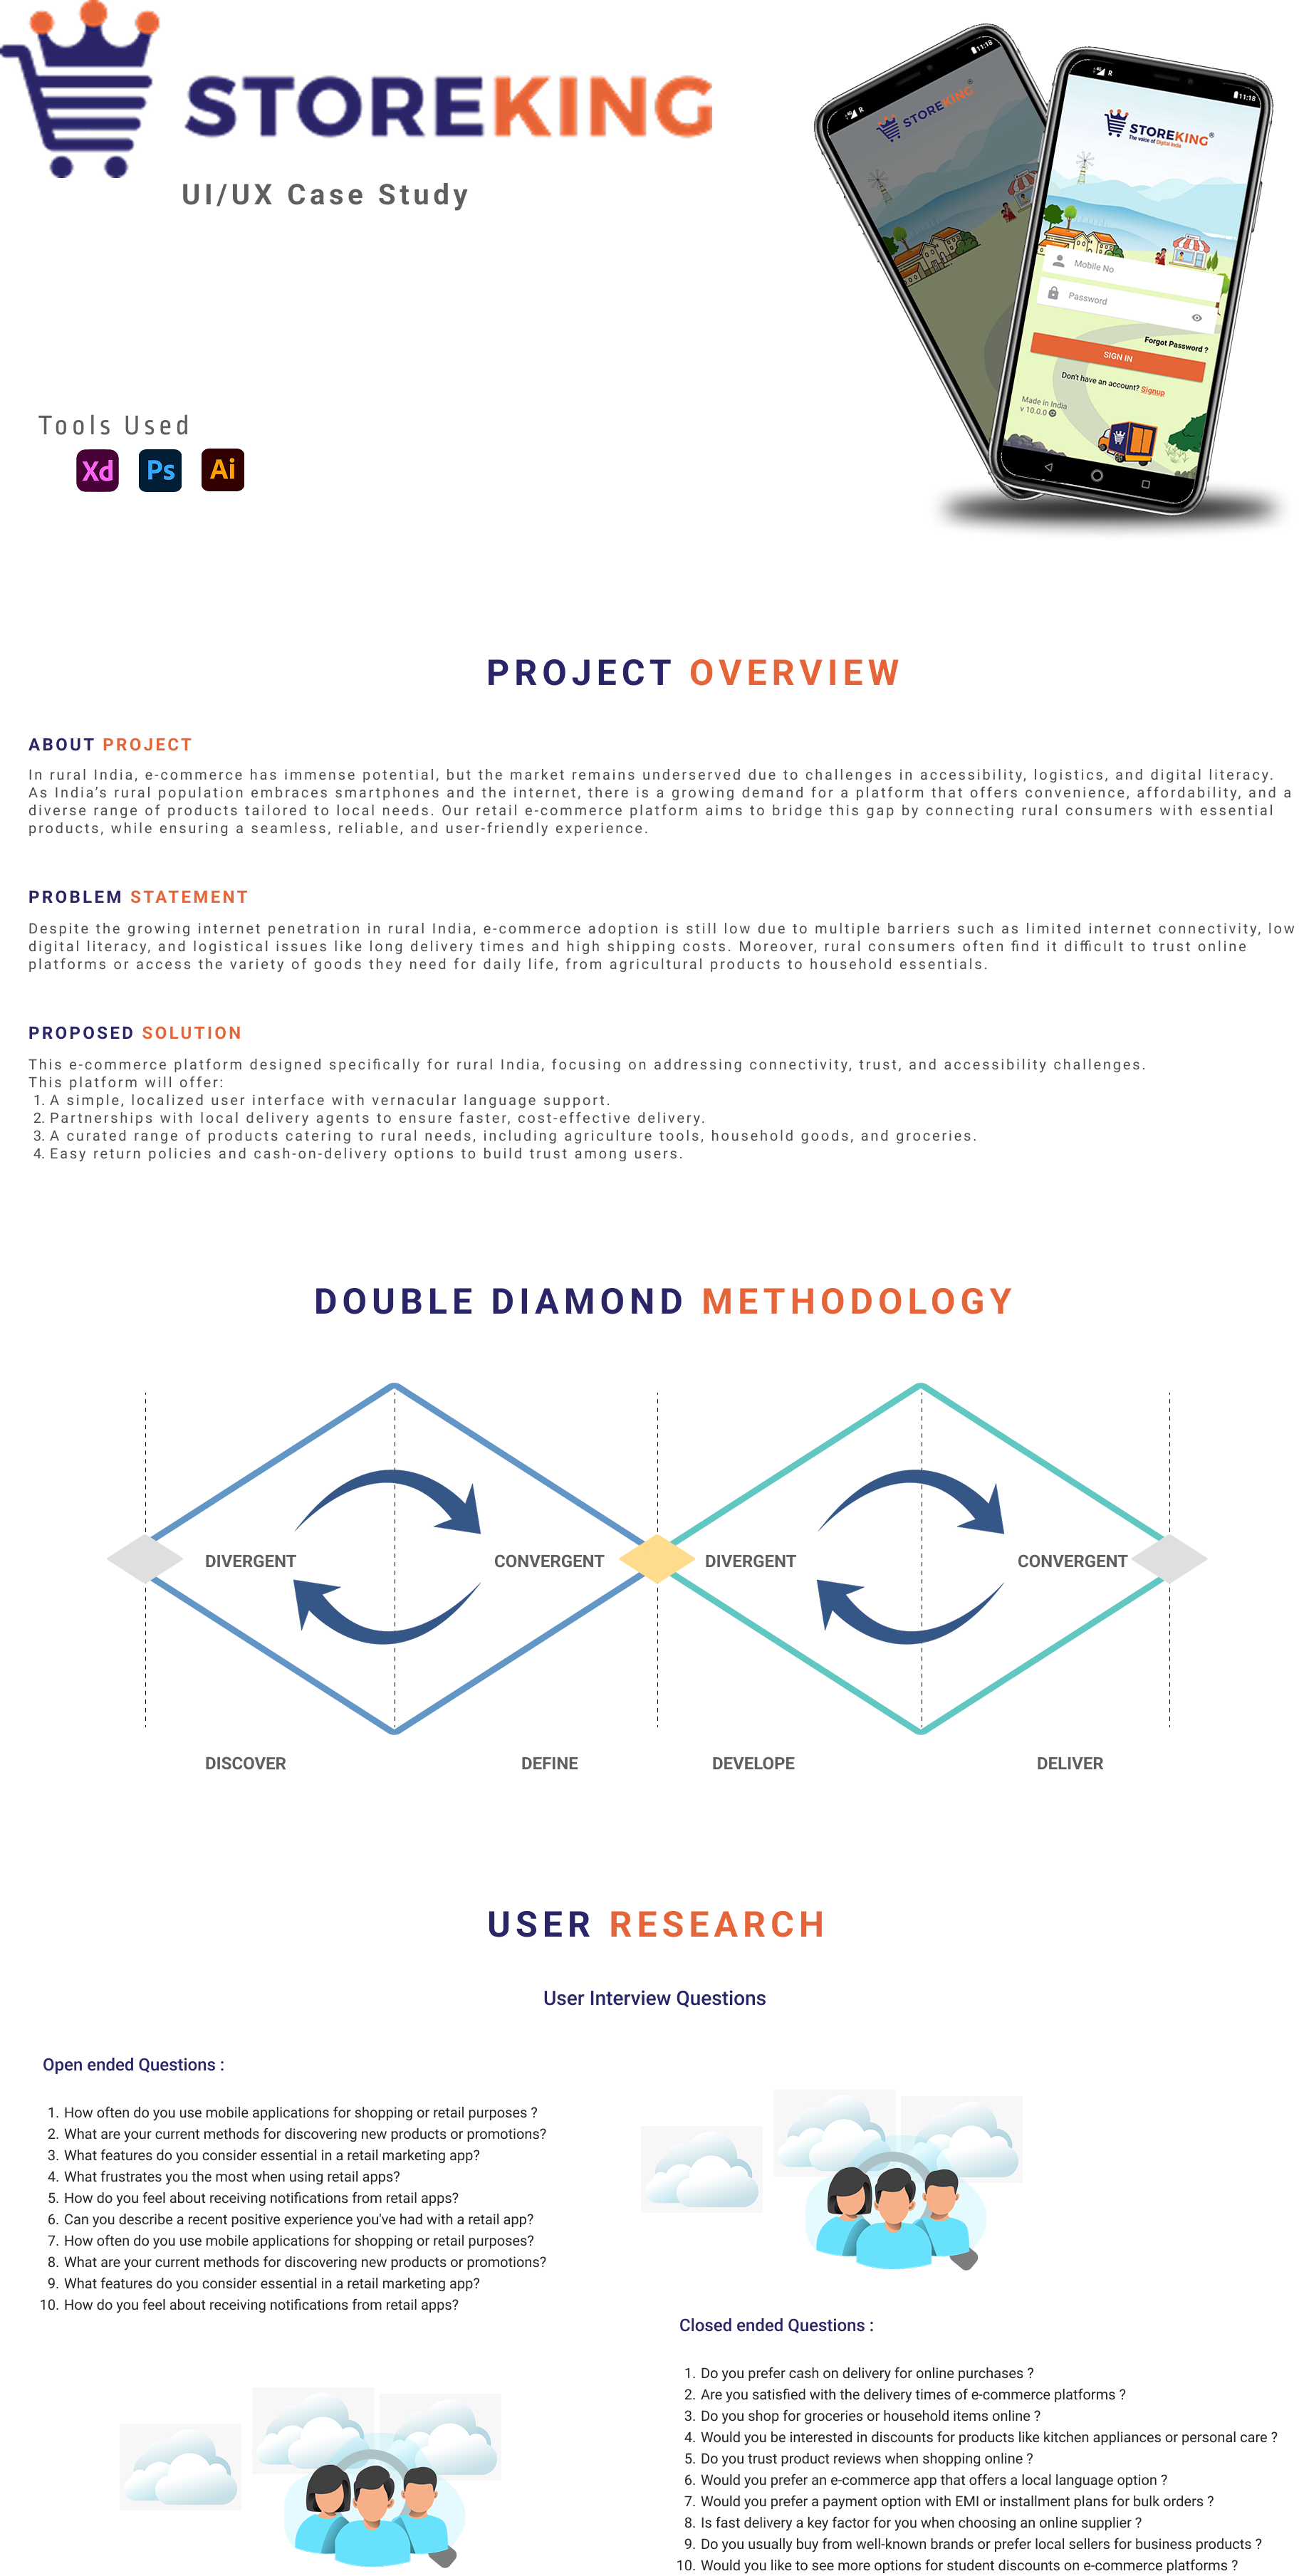 STOREKING
UI/UX Case Study
Tools Used
Xd Ps Ai
R 11:18
STOREKING®
R 11:18
STOREKING®
The voice of Digital India
Mobile No
Password
Forgot Password ?
SIGN IN
Don't have an account? Signup
Made in India
v 10.0.0
PROJECT OVERVIEW
ABOUT PROJECT
In rural India, e-commerce has immense potential, but the market remains underserved due to challenges in accessibility, logistics, and digital literacy.
As India’s rural population embraces smartphones and the internet, there is a growing demand for a platform that offers convenience, affordability, and a
diverse range of products tailored to local needs. Our retail e-commerce platform aims to bridge this gap by connecting rural consumers with essential
products, while ensuring a seamless, reliable, and user-friendly experience.
PROBLEM STATEMENT
Despite the growing internet penetration in rural India, e-commerce adoption is still low due to multiple barriers such as limited internet connectivity, low
digital literacy, and logistical issues like long delivery times and high shipping costs. Moreover, rural consumers often find it difficult to trust online
platforms or access the variety of goods they need for daily life, from agricultural products to household essentials.
PROPOSED SOLUTION
This e-commerce platform designed specifically for rural India, focusing on addressing connectivity, trust, and accessibility challenges.
This platform will offer:
1. A simple, localized user interface with vernacular language support.
2. Partnerships with local delivery agents to ensure faster, cost-effective delivery.
3. A curated range of products catering to rural needs, including agriculture tools, household goods, and groceries.
4. Easy return policies and cash-on-delivery options to build trust among users.
DOUBLE DIAMOND METHODOLOGY
DIVERGENT CONVERGENT DIVERGENT CONVERGENT
DISCOVER DEFINE DEVELOPE DELIVER
USER RESEARCH
User Interview Questions
Open ended Questions :
1. How often do you use mobile applications for shopping or retail purposes ?
2. What are your current methods for discovering new products or promotions?
3. What features do you consider essential in a retail marketing app?
4. What frustrates you the most when using retail apps?
5. How do you feel about receiving notifications from retail apps?
6. Can you describe a recent positive experience you've had with a retail app?
7. How often do you use mobile applications for shopping or retail purposes?
8. What are your current methods for discovering new products or promotions?
9. What features do you consider essential in a retail marketing app?
10. How do you feel about receiving notifications from retail apps?
Closed ended Questions :
1. Do you prefer cash on delivery for online purchases ?
2. Are you satisfied with the delivery times of e-commerce platforms ?
3. Do you shop for groceries or household items online ?
4. Would you be interested in discounts for products like kitchen appliances or personal care ?
5. Do you trust product reviews when shopping online ?
6. Would you prefer an e-commerce app that offers a local language option ?
7. Would you prefer a payment option with EMI or installment plans for bulk orders ?
8. Is fast delivery a key factor for you when choosing an online supplier ?
9. Do you usually buy from well-known brands or prefer local sellers for business products ?
10. Would you like to see more options for student discounts on e-commerce platforms ?